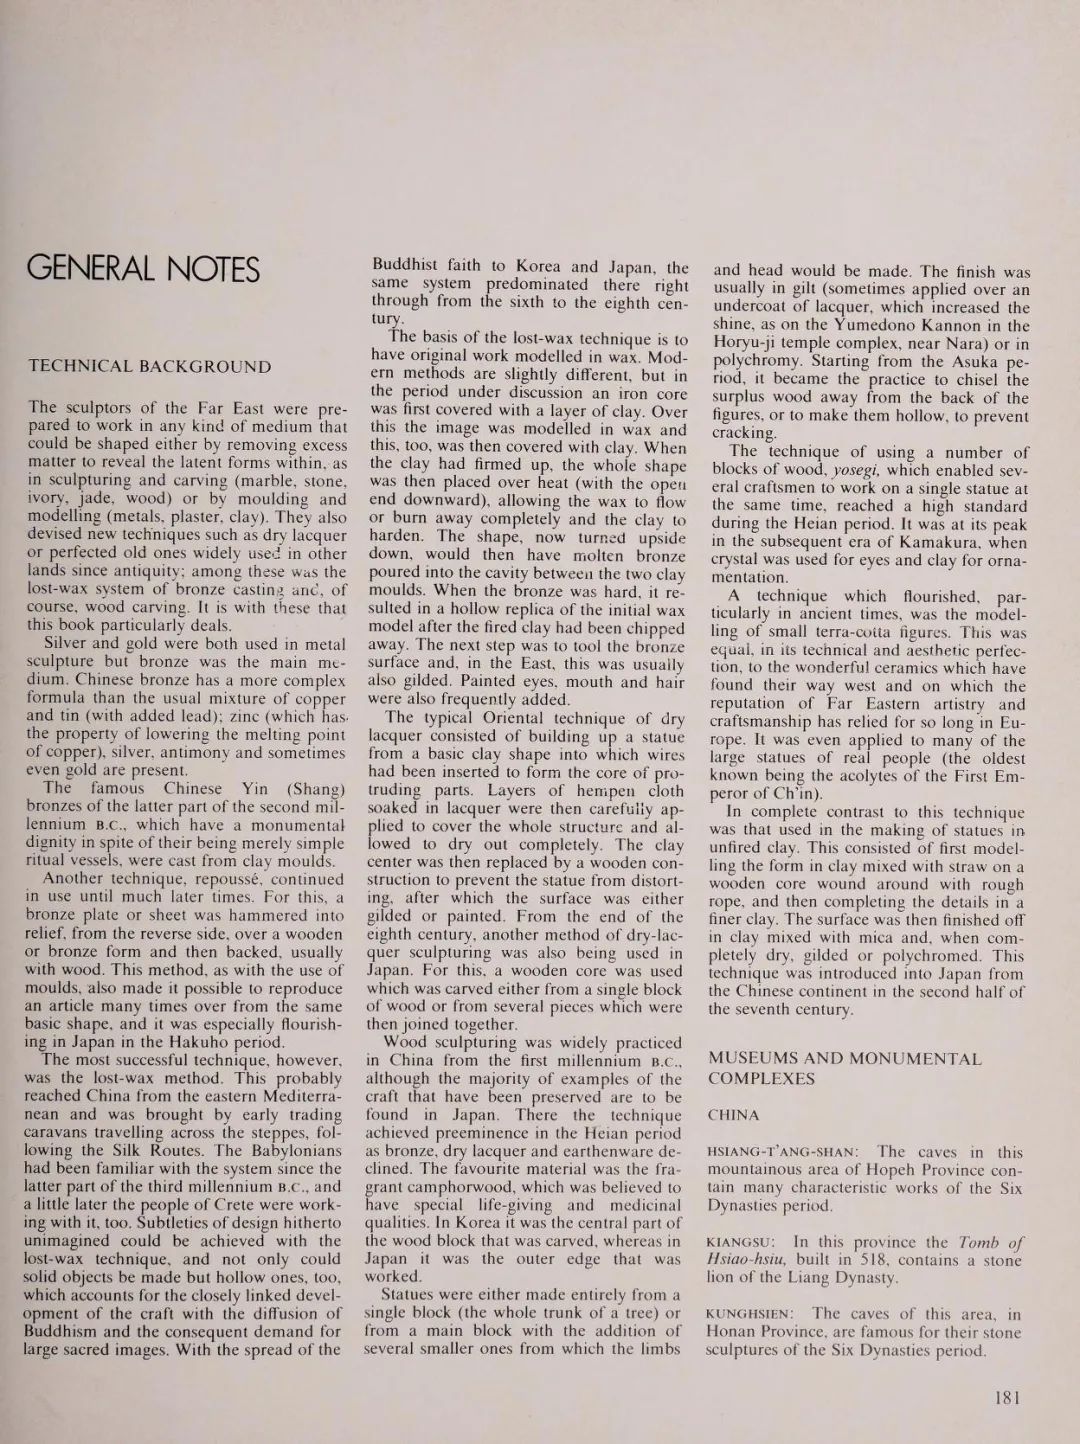 GENERAL NOTES
TECHNICAL BACKGROUND
The sculptors of the Far East were pre-
pared to work in any kind of medium that
could be shaped either by removing excess
matter to reveal the latent forms within, as
in sculpturing and carving (marble, stone,
ivory, jade, wood) or by moulding and
modelling (metals, plaster, clay). They also
devised new techniques such as dry lacquer
or perfected old ones widely used in other
lands since antiquity; among these was the
lost-wax system of bronze casting and, of
course, wood carving. It is with these that
this book particularly deals.
Silver and gold were both used in metal
sculpture but bronze was the main me-
dium. Chinese bronze has a more complex
formula than the usual mixture of copper
and tin (with added lead); zinc (which has
the property of lowering the melting point
of copper), silver, antimony and sometimes
even gold are present.
The famous Chinese Yin (Shang)
bronzes of the latter part of the second mil-
lennium B.C., which have a monumental
dignity in spite of their being merely simple
ritual vessels, were cast from clay moulds.
Another technique, repoussé, continued
in use until much later times. For this, a
bronze plate or sheet was hammered into
relief, from the reverse side, over a wooden
or bronze form and then backed, usually
with wood. This method, as with the use of
moulds, also made it possible to reproduce
an article many times over from the same
basic shape, and it was especially flourish-
ing in Japan in the Hakuho period.
The most successful technique, however,
was the lost-wax method. This probably
reached China from the eastern Mediterra-
nean and was brought by early trading
caravans travelling across the steppes, fol-
lowing the Silk Routes. The Babylonians
had been familiar with the system since the
latter part of the third millennium B.C., and
a little later the people of Crete were work-
ing with it, too. Subtleties of design hitherto
unimagined could be achieved with the
lost-wax technique, and not only could
solid objects be made but hollow ones, too,
which accounts for the closely linked devel-
opment of the craft with the diffusion of
Buddhism and the consequent demand for
large sacred images. With the spread of the
Buddhist faith to Korea and Japan, the
same system predominated there right
through from the sixth to the eighth cen-
tury.
The basis of the lost-wax technique is to
have original work modelled in wax. Mod-
ern methods are slightly different, but in
the period under discussion an iron core
was first covered with a layer of clay. Over
this the image was modelled in wax and
this, too, was then covered with clay. When
the clay had firmed up, the whole shape
was then placed over heat (with the open
end downward), allowing the wax to flow
or burn away completely and the clay to
harden. The shape, now turned upside
down, would then have molten bronze
poured into the cavity between the two clay
moulds. When the bronze was hard, it re-
sulted in a hollow replica of the initial wax
model after the fired clay had been chipped
away. The next step was to tool the bronze
surface and, in the East, this was usually
also gilded. Painted eyes, mouth and hair
were also frequently added.
The typical Oriental technique of dry
lacquer consisted of building up a statue
from a basic clay shape into which wires
had been inserted to form the core of pro-
truding parts. Layers of hempen cloth
soaked in lacquer were then carefully ap-
plied to cover the whole structure and al-
lowed to dry out completely. The clay
center was then replaced by a wooden con-
struction to prevent the statue from distort-
ing, after which the surface was either
gilded or painted. From the end of the
eighth century, another method of dry-lac-
quer sculpturing was also being used in
Japan. For this, a wooden core was used
which was carved either from a single block
of wood or from several pieces which were
then joined together.
Wood sculpturing was widely practiced
in China from the first millennium B.C.,
although the majority of examples of the
craft that have been preserved are to be
found in Japan. There the technique
achieved preeminence in the Heian period
as bronze, dry lacquer and earthenware de-
clined. The favourite material was the fra-
grant camphorwood, which was believed to
have special life-giving and medicinal
qualities. In Korea it was the central part of
the wood block that was carved, whereas in
Japan it was the outer edge that was
worked.
Statues were either made entirely from a
single block (the whole trunk of a tree) or
from a main block with the addition of
several smaller ones from which the limbs
and head would be made. The finish was
usually in gilt (sometimes applied over an
undercoat of lacquer, which increased the
shine, as on the Yumedono Kannon in the
Horyu-ji temple complex, near Nara) or in
polychromy. Starting from the Asuka pe-
riod, it became the practice to chisel the
surplus wood away from the back of the
figures, or to make them hollow, to prevent
cracking.
The technique of using a number of
blocks of wood, yosegi, which enabled sev-
eral craftsmen to work on a single statue at
the same time, reached a high standard
during the Heian period. It was at its peak
in the subsequent era of Kamakura, when
crystal was used for eyes and clay for orna-
mentation.
A technique which flourished, par-
ticularly in ancient times, was the model-
ling of small terra-cotta figures. This was
equal, in its technical and aesthetic perfec-
tion, to the wonderful ceramics which have
found their way west and on which the
reputation of Far Eastern artistry and
craftsmanship has relied for so long in Eu-
rope. It was even applied to many of the
large statues of real people (the oldest
known being the acolytes of the First Em-
peror of Ch'in).
In complete contrast to this technique
was that used in the making of statues in
unfired clay. This consisted of first model-
ling the form in clay mixed with straw on a
wooden core wound around with rough
rope, and then completing the details in a
finer clay. The surface was then finished off
in clay mixed with mica and, when com-
pletely dry, gilded or polychromed. This
technique was introduced into Japan from
the Chinese continent in the second half of
the seventh century.
MUSEUMS AND MONUMENTAL
COMPLEXES
CHINA
HSIANG-T'ANG-SHAN: The caves in this
mountainous area of Hopeh Province con-
tain many characteristic works of the Six
Dynasties period.
KIANGSU: In this province the Tomb of
Hsiao-hsiu, built in 518, contains a stone
lion of the Liang Dynasty.
KUNGHSIEN: The caves of this area, in
Honan Province, are famous for their stone
sculptures of the Six Dynasties period.
181